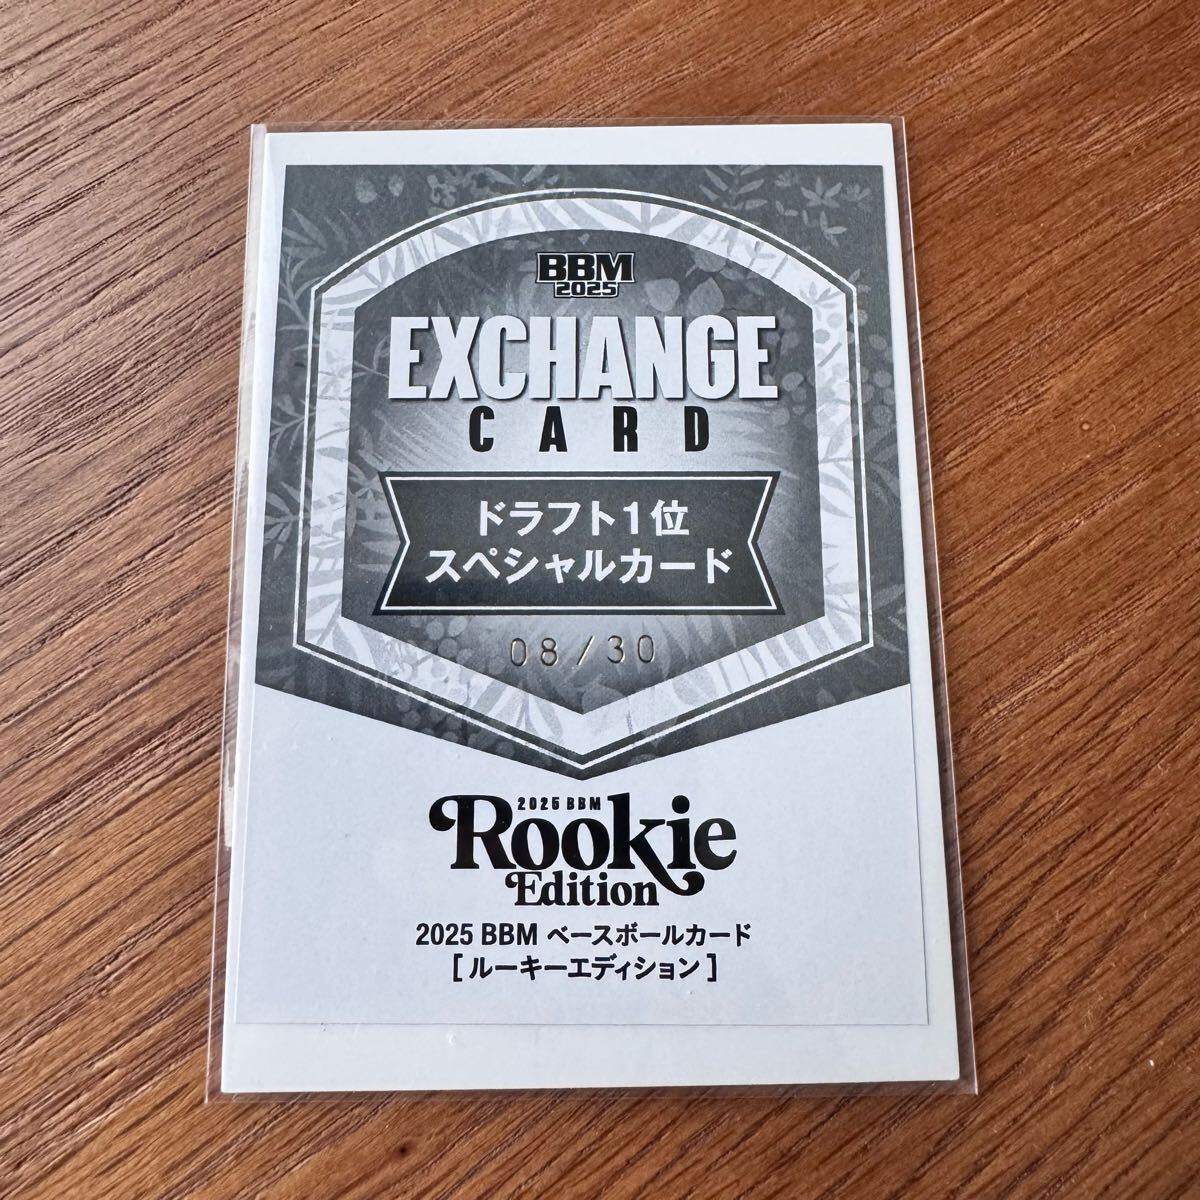 BBM
2025
EXCHANGE
CARD
ドラフト1位
スペシャルカード
08/30
2025 BBM
Rookie
Edition
2025 BBM ベースボールカード
[ ルーキーエディション ]